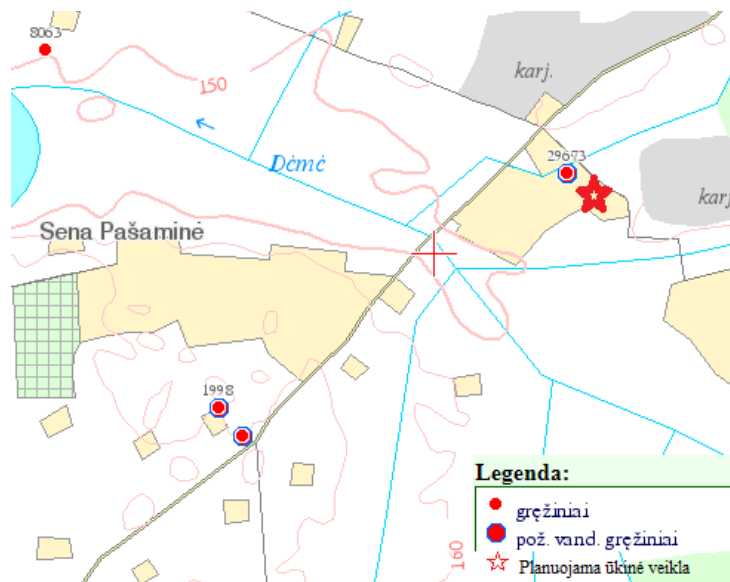 8063
karj.
150
29673
Dėmė
karj
Sena Pašaminė
1998
160
Legenda:
gręžiniai
pož. vand. gręžiniai
Planuojama ūkinė veikla